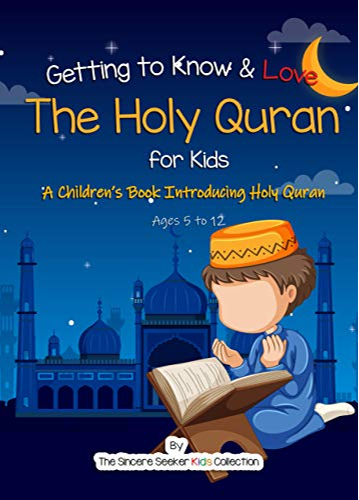 Getting to Know & Love
The Holy Quran
for Kids
A Children's Book Introducing Holy Quran
Ages 5 to 12
By
The Sincere Seeker Kids Collection